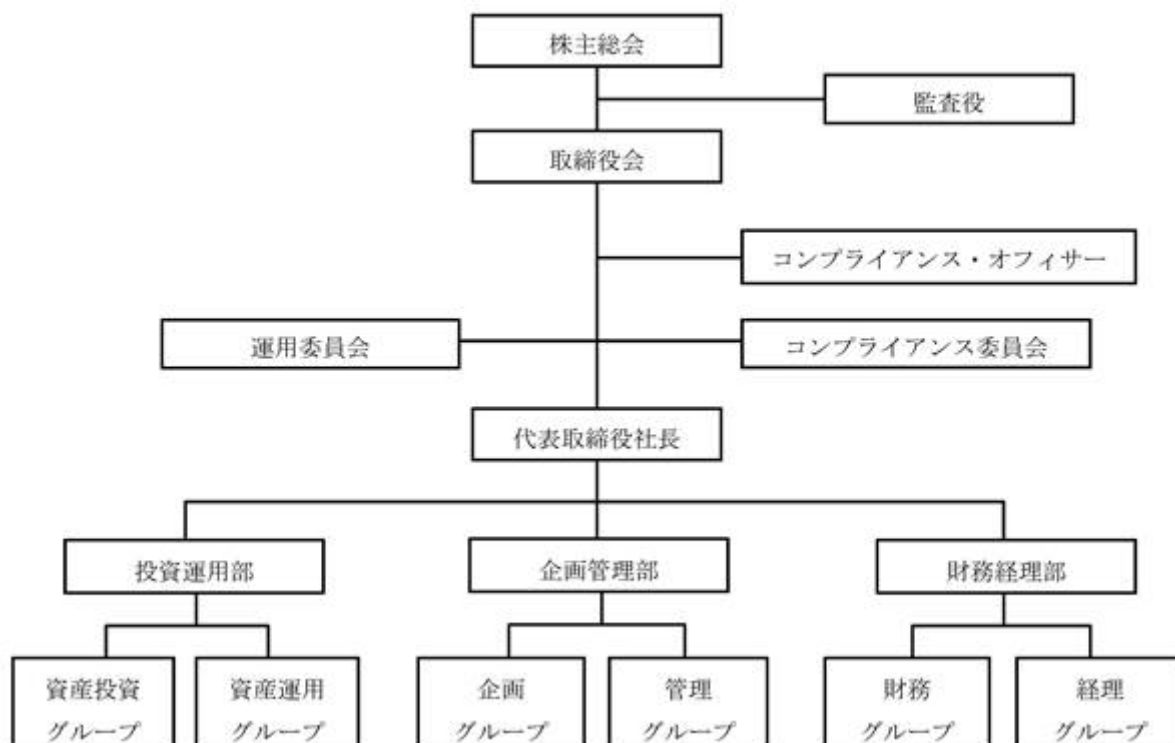 株主総会
監査役
取締役会
コンプライアンス・オフィサー
運用委員会
コンプライアンス委員会
代表取締役社長
投資運用部
企画管理部
財務経理部
資産投資
グループ
資産運用
グループ
企画
グループ
管理
グループ
財務
グループ
経理
グループ